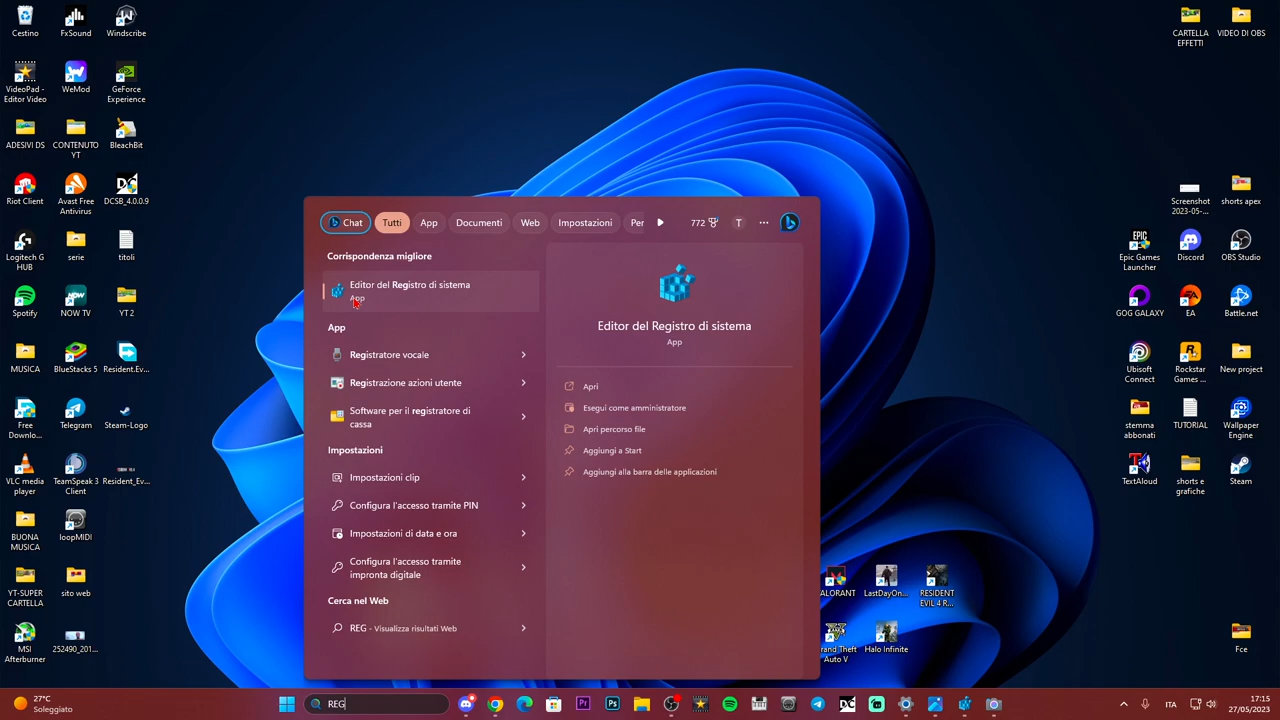 Cestino
FxSound
Windscribe
VideoPad -
Editor Video
WeMod
GeForce
Experience
ADESIVI DS
CONTENUTO
YT
BleachBit
Riot Client
Avast Free
Antivirus
DCSB_4.0.0.9
Logitech G
HUB
serie
titoli
Spotify
NOW TV
YT 2
MUSICA
BlueStacks 5
Resident.Ev...
Free
Downlo...
Telegram
Steam-Logo
VLC media
player
TeamSpeak 3
Client
Resident_Ev...
BUONA
MUSICA
loopMIDI
YT-SUPER
CARTELLA
sito web
MSI
Afterburner
252490_201...
CARTELLA
EFFETTI
VIDEO DI OBS
Screenshot
2023-05-...
shorts apex
Epic Games
Launcher
Discord
OBS Studio
GOG GALAXY
EA
Battle.net
Ubisoft
Connect
Rockstar
Games ...
New project
stemma
abbonati
TUTORIAL
Wallpaper
Engine
TextAloud
shorts e
grafiche
Steam
ALORANT
LastDayOn...
RESIDENT
EVIL 4 R...
rand Theft
Auto V
Halo Infinite
Fce
Chat
Tutti
App
Documenti
Web
Impostazioni
Per
772
T
Corrispondenza migliore
Editor del Registro di sistema
App
App
Registratore vocale
Registrazione azioni utente
Software per il registratore di
cassa
Impostazioni
Impostazioni clip
Configura l'accesso tramite PIN
Impostazioni di data e ora
Configura l'accesso tramite
impronta digitale
Cerca nel Web
REG - Visualizza risultati Web
Editor del Registro di sistema
App
Apri
Esegui come amministratore
Apri percorso file
Aggiungi a Start
Aggiungi alla barra delle applicazioni
27°C
Soleggiato
REG
Pr
Ps
ITA
17:15
27/05/2023